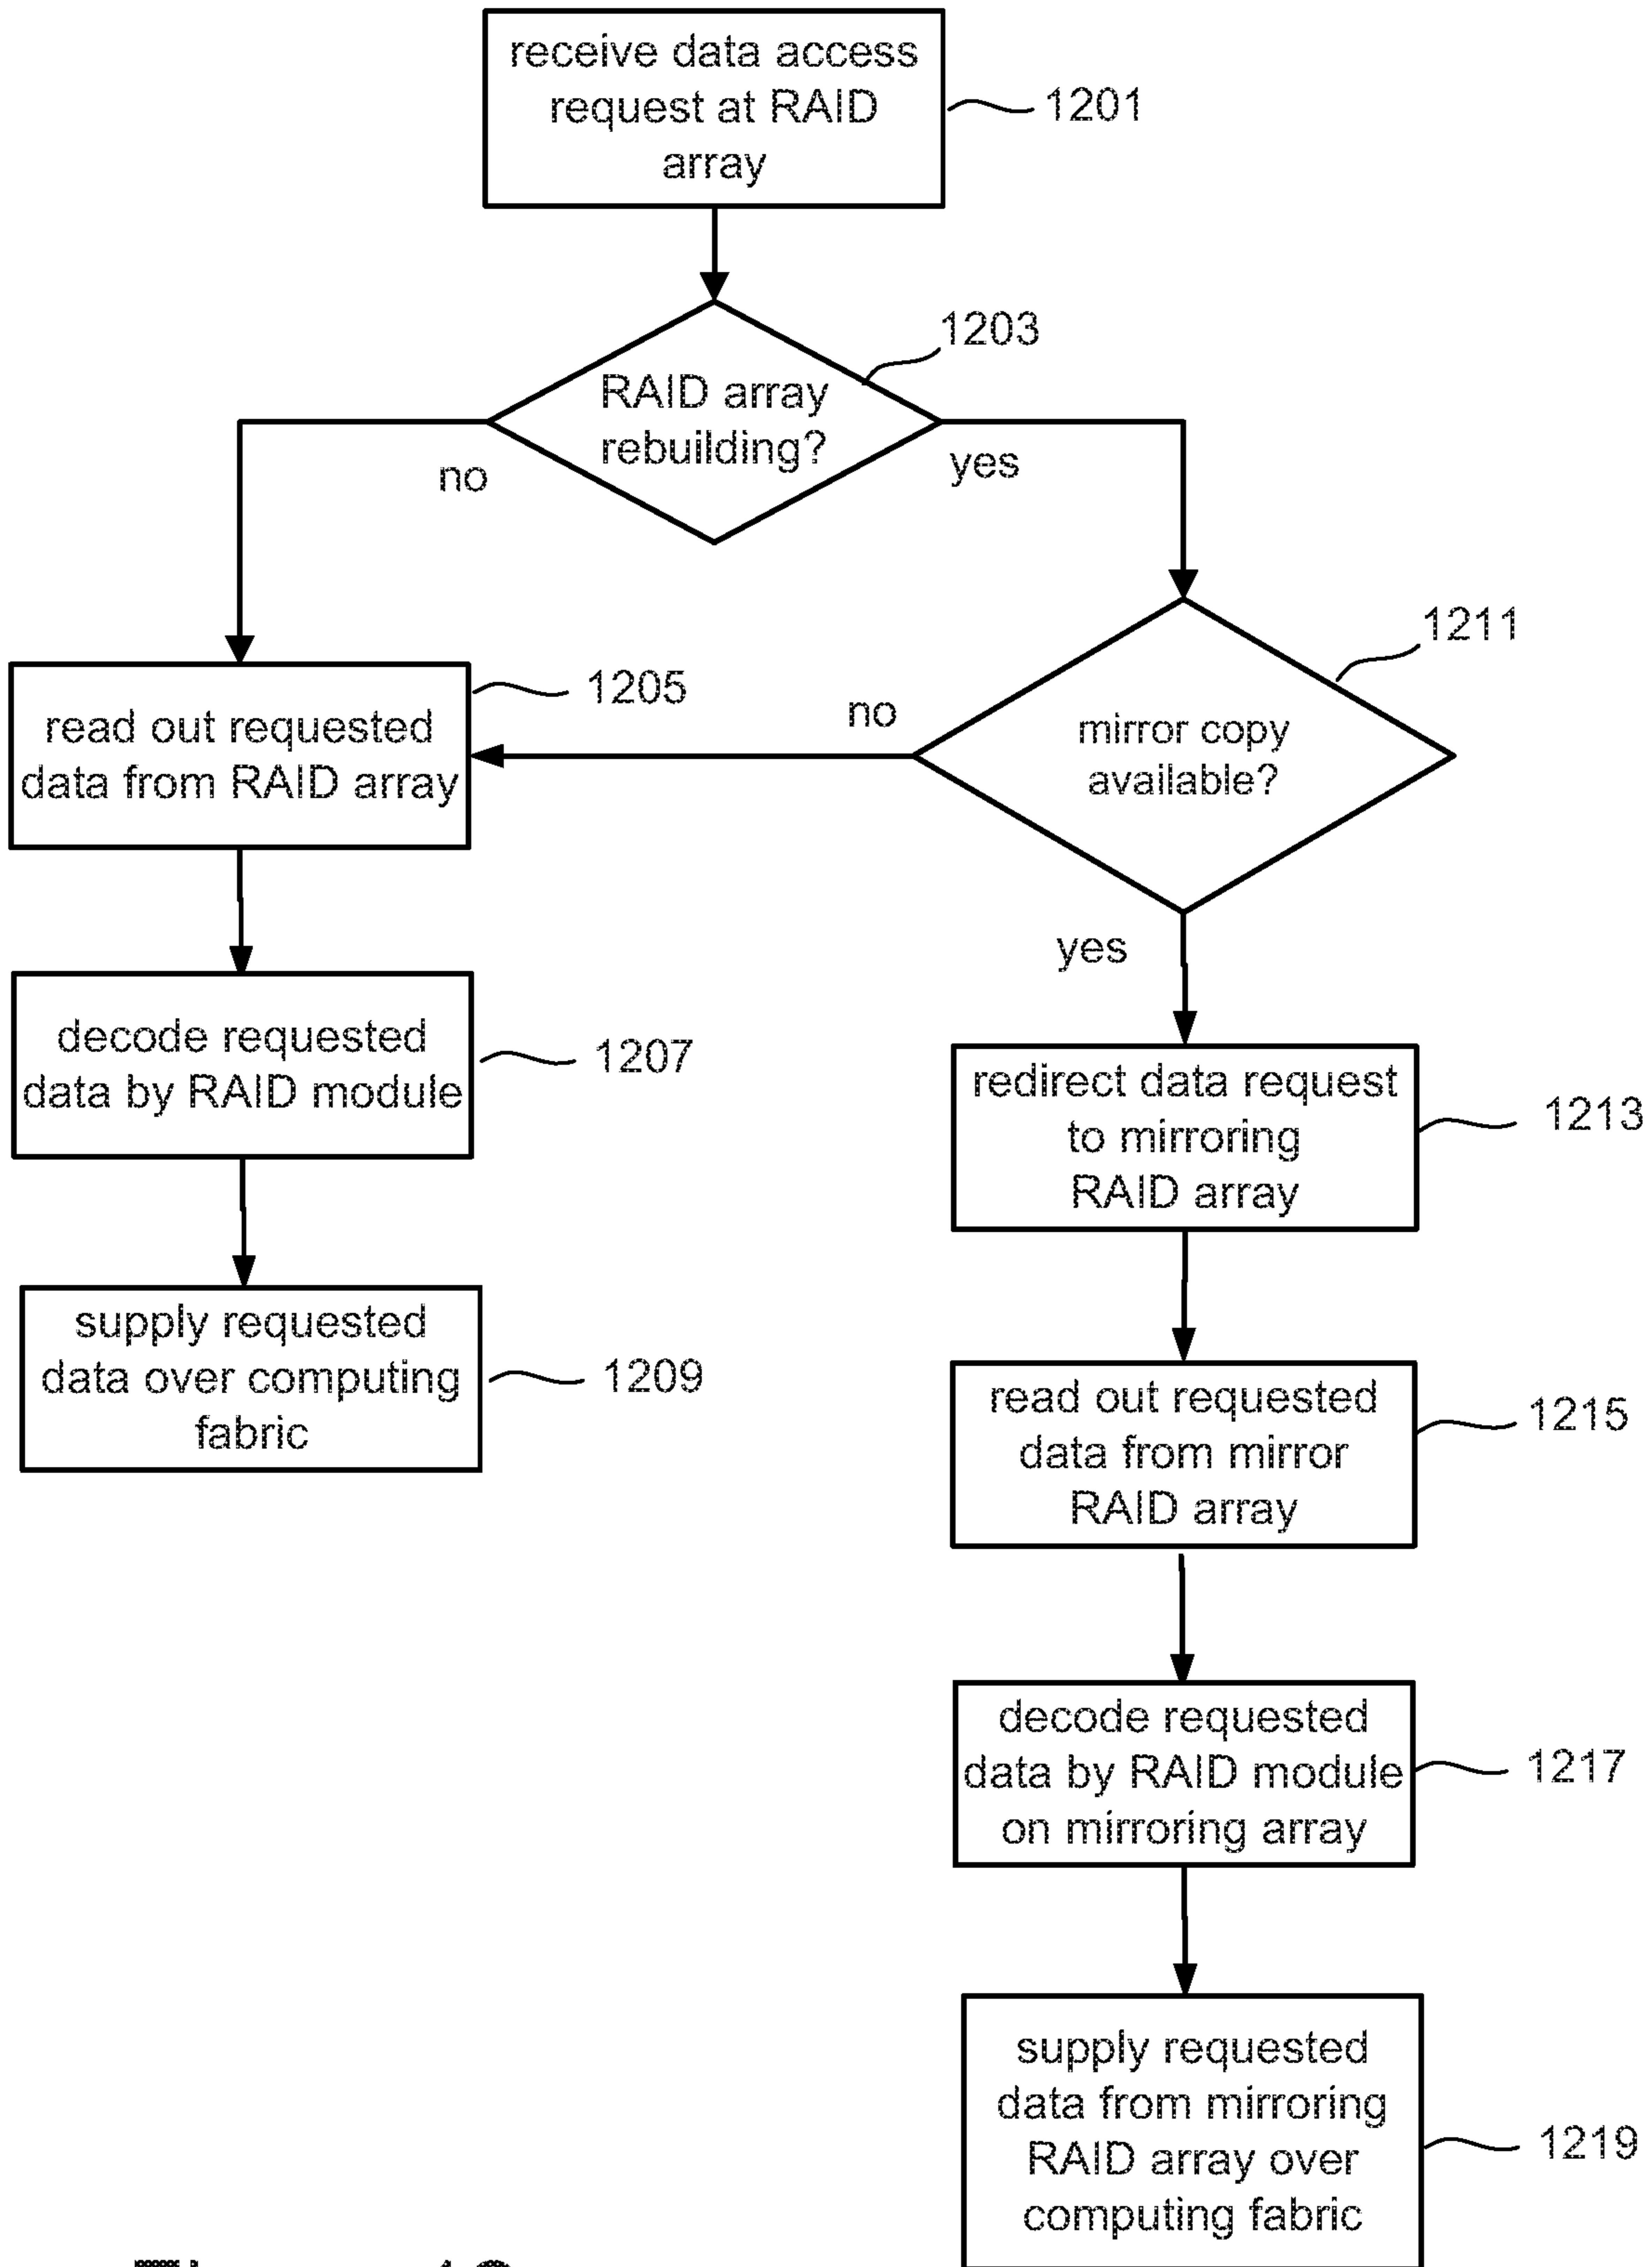 receive data access
request at RAID
array
1201
1203
RAID array
rebuilding?
no
yes
1211
1205
no
mirror copy
available?
read out requested
data from RAID array
yes
decode requested
data by RAID module
1207
redirect data request
to mirroring
RAID array
1213
supply requested
data over computing
fabric
1209
read out requested
data from mirror
RAID array
1215
decode requested
data by RAID module
on mirroring array
1217
supply requested
data from mirroring
RAID array over
computing fabric
1219